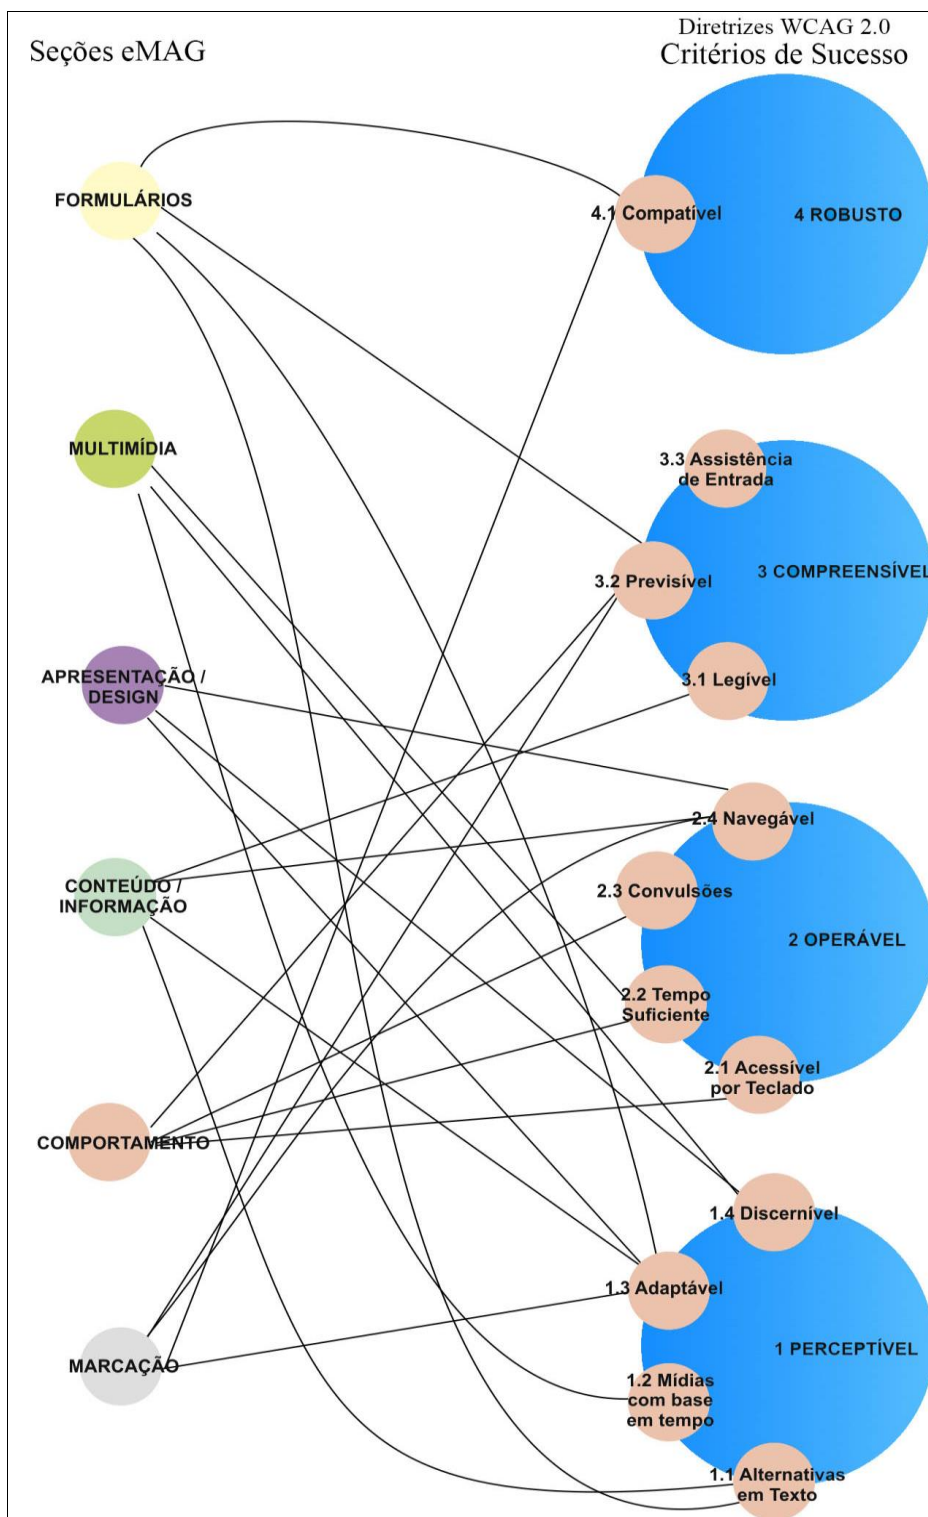 Seções eMAG
Diretrizes WCAG 2.0
Critérios de Sucesso
FORMULÁRIOS
MULTIMÍDIA
APRESENTAÇÃO /
DESIGN
CONTEÚDO /
INFORMAÇÃO
COMPORTAMENTO
MARCAÇÃO
4.1 Compatível
4 ROBUSTO
3.3 Assistência
de Entrada
3 COMPREENSÍVEL
3.2 Previsível
3.1 Legível
2.4 Navegável
2.3 Convulsões
2 OPERÁVEL
2.2 Tempo
Suficiente
2.1 Acessível
por Teclado
1.4 Discernível
1.3 Adaptável
1 PERCEPTÍVEL
1.2 Mídias
com base
em tempo
1.1 Alternativas
em Texto